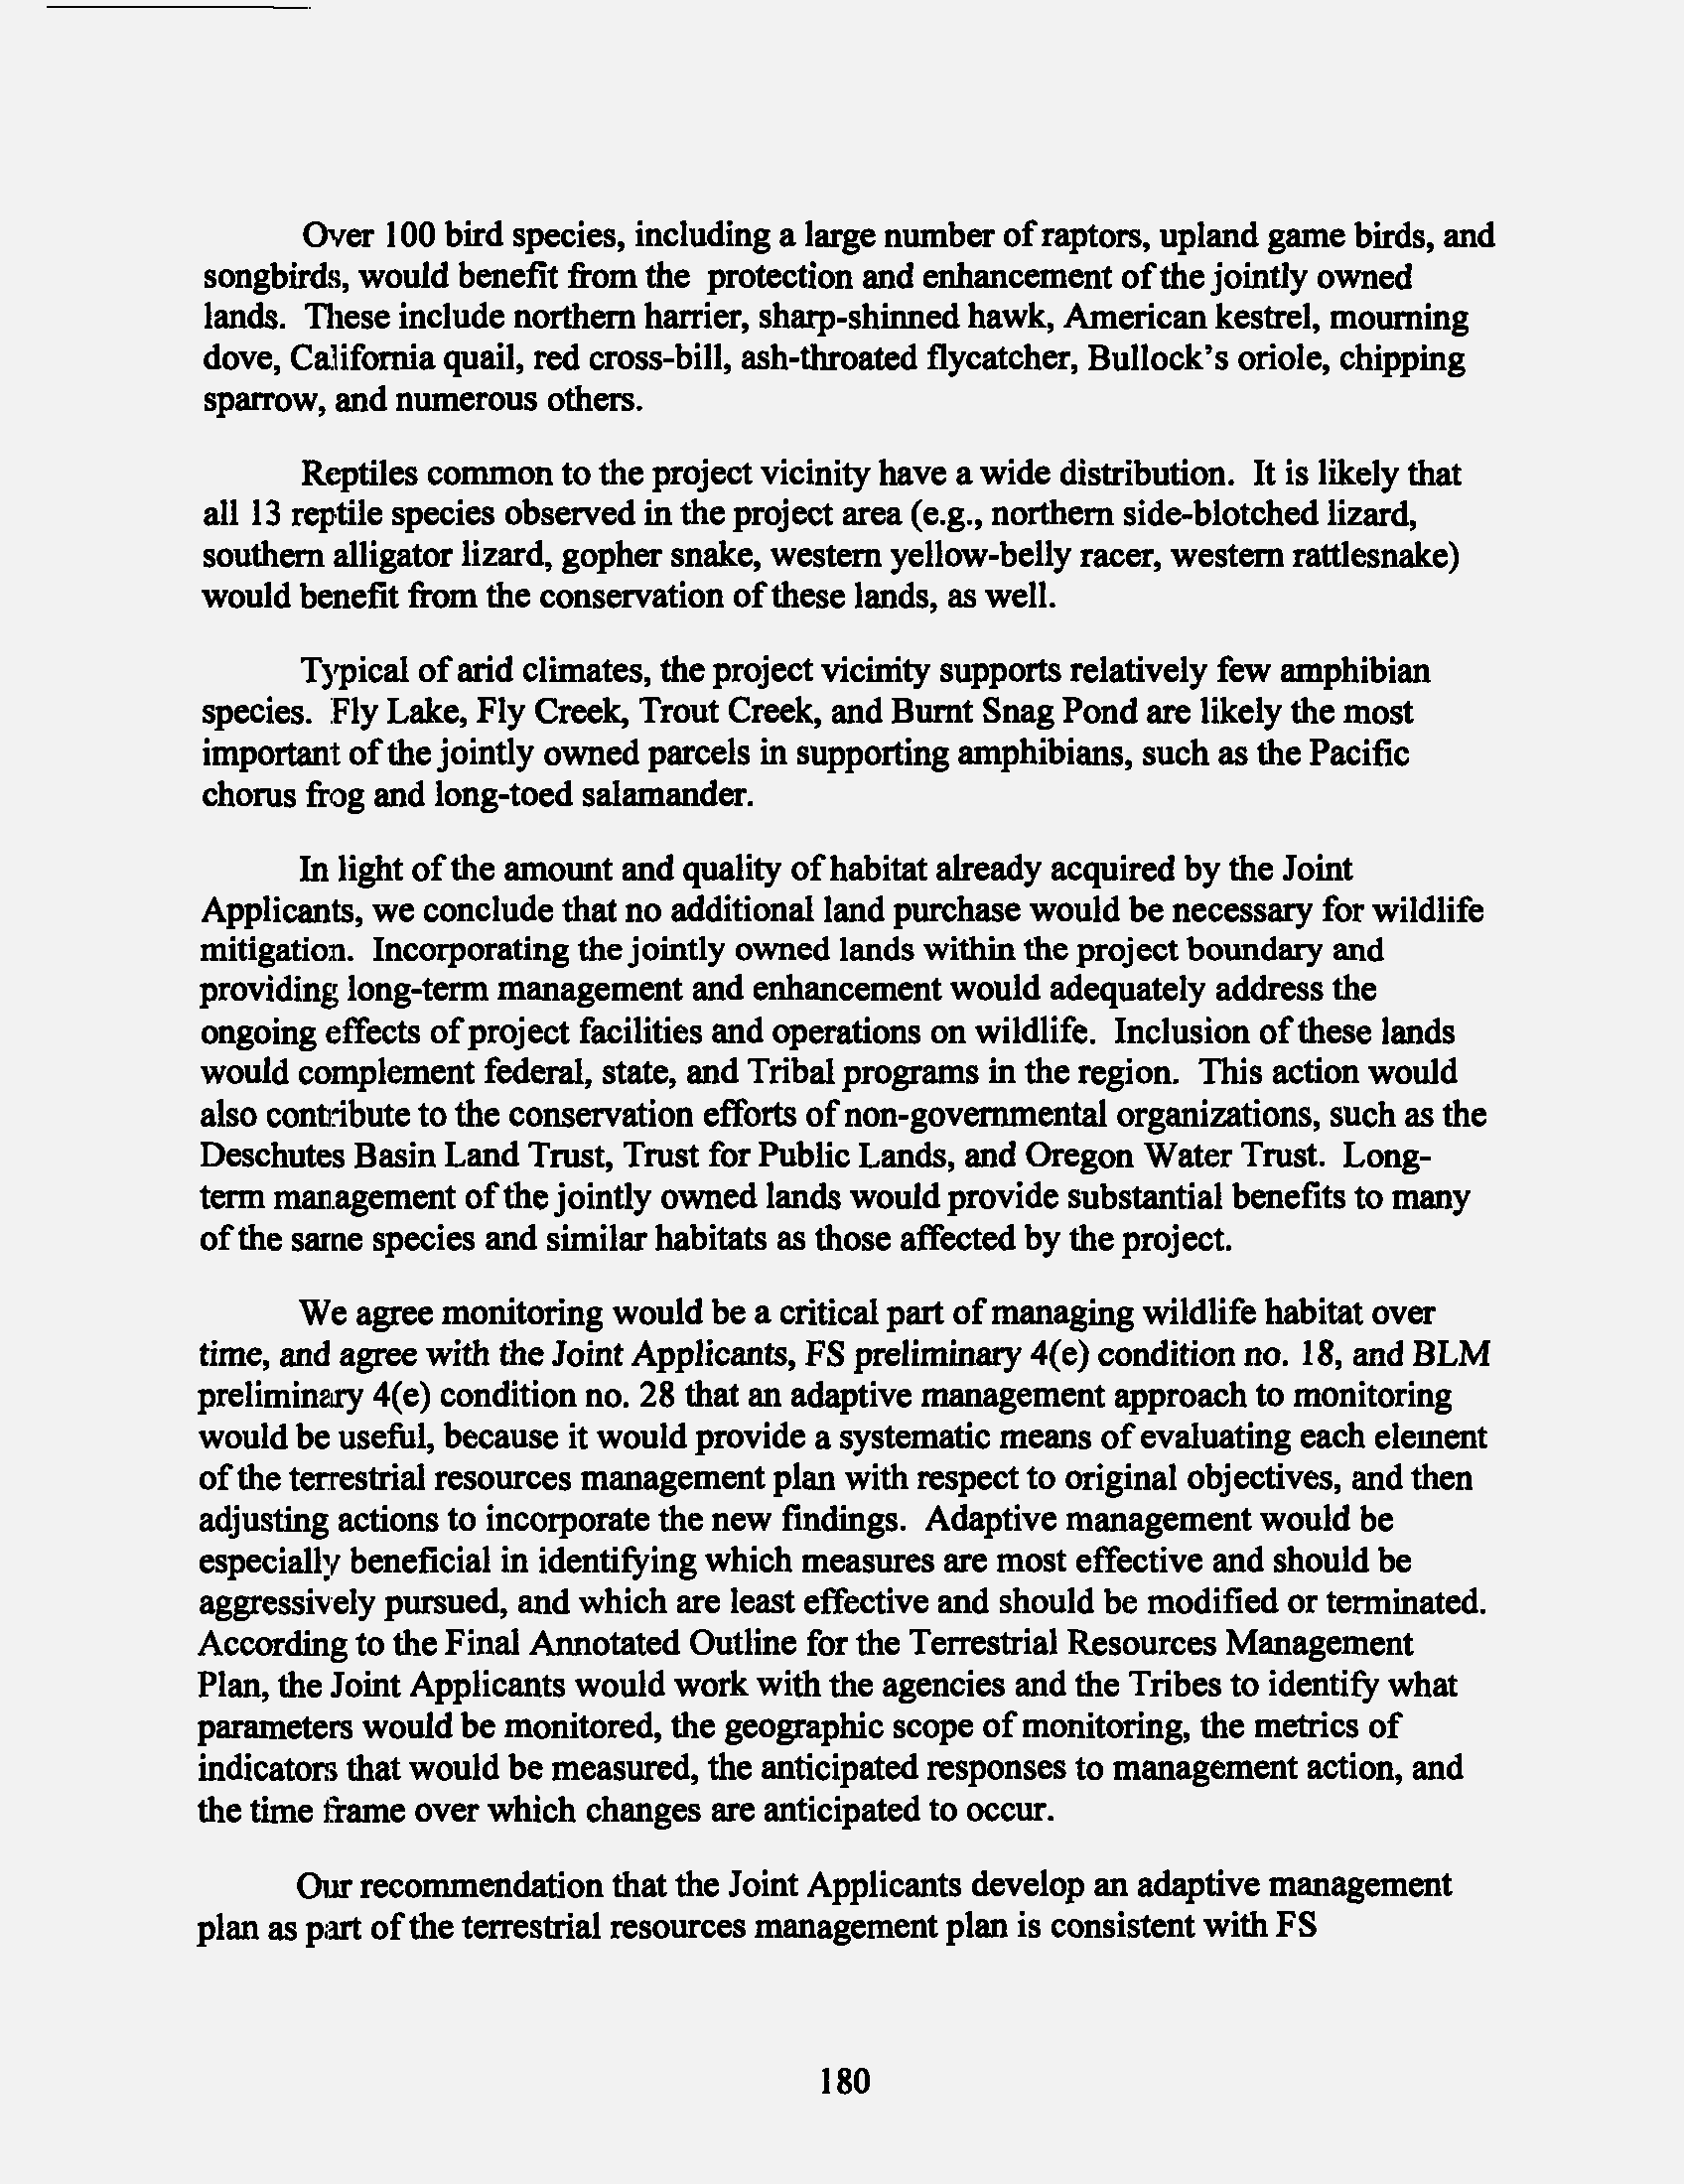 Over 100 bird species, including a large number of raptors, upland game birds, and
songbirds, would benefit from the protection and enhancement of the jointly owned
lands. These include northern harrier, sharp-shinned hawk, American kestrel, mourning
dove, California quail, red cross-bill, ash-throated flycatcher, Bullock's oriole, chipping
sparrow, and numerous others.
Reptiles common to the project vicinity have a wide distribution. It is likely that
all 13 reptile species observed in the project area (e.g., northern side-blotched lizard,
southern alligator lizard, gopher snake, western yellow-belly racer, western rattlesnake)
would benefit from the conservation of these lands, as well.
Typical of arid climates, the project vicinity supports relatively few amphibian
species. Fly Lake, Fly Creek, Trout Creek, and Burnt Snag Pond are likely the most
important of the jointly owned parcels in supporting amphibians, such as the Pacific
chorus frog and long-toed salamander.
In light of the amount and quality of habitat already acquired by the Joint
Applicants, we conclude that no additional land purchase would be necessary for wildlife
mitigation. Incorporating the jointly owned lands within the project boundary and
providing long-term management and enhancement would adequately address the
ongoing effects of project facilities and operations on wildlife. Inclusion of these lands
would complement federal, state, and Tribal programs in the region. This action would
also contribute to the conservation efforts of non-governmental organizations, such as the
Deschutes Basin Land Trust, Trust for Public Lands, and Oregon Water Trust. Long-
term management of the jointly owned lands would provide substantial benefits to many
of the same species and similar habitats as those affected by the project.
We agree monitoring would be a critical part of managing wildlife habitat over
time, and agree with the Joint Applicants, FS preliminary 4(e) condition no. 18, and BLM
preliminary 4(e) condition no. 28 that an adaptive management approach to monitoring
would be useful, because it would provide a systematic means of evaluating each element
of the terrestrial resources management plan with respect to original objectives, and then
adjusting actions to incorporate the new findings. Adaptive management would be
especially beneficial in identifying which measures are most effective and should be
aggressively pursued, and which are least effective and should be modified or terminated.
According to the Final Annotated Outline for the Terrestrial Resources Management
Plan, the Joint Applicants would work with the agencies and the Tribes to identify what
parameters would be monitored, the geographic scope of monitoring, the metrics of
indicators that would be measured, the anticipated responses to management action, and
the time frame over which changes are anticipated to occur.
Our recommendation that the Joint Applicants develop an adaptive management
plan as part of the terrestrial resources management plan is consistent with FS
180